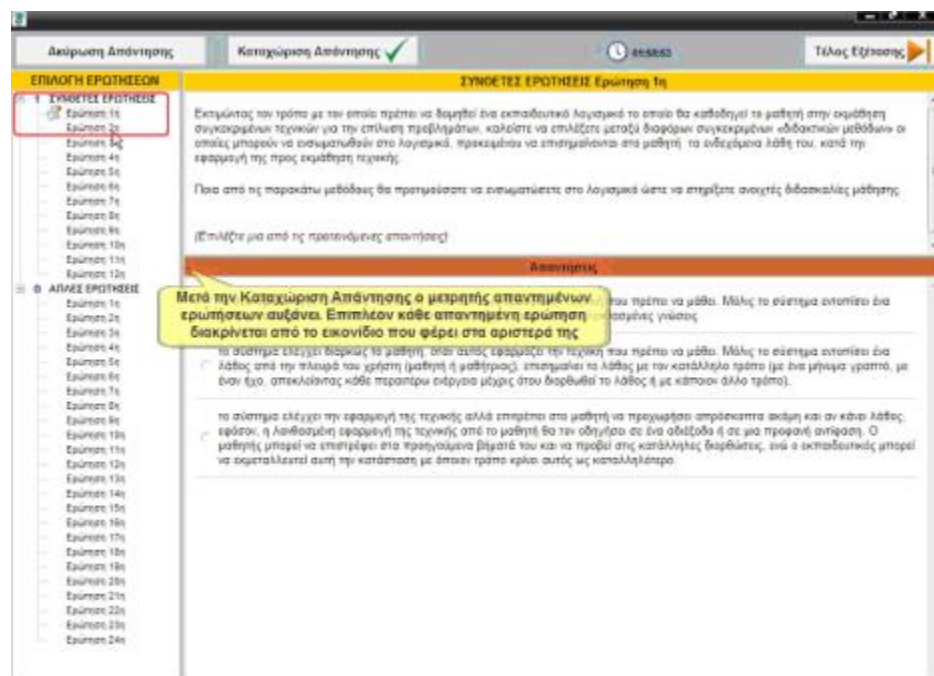 Ακύρωση Απάντησης
Καταχώριση Απάντησης
Τέλος Εξέτασης
ΕΠΙΛΟΓΗ ΕΡΩΤΗΣΕΩΝ
ΣΥΝΘΕΤΕΣ ΕΡΩΤΗΣΕΙΣ Ερώτηση 1η
1 ΣΥΝΘΕΤΕΣ ΕΡΩΤΗΣΕΙΣ
Ερώτηση 1η
Ερώτηση 2η
Ερώτηση 3η
Ερώτηση 4η
Ερώτηση 5η
Ερώτηση 6η
Ερώτηση 7η
Ερώτηση 8η
Ερώτηση 9η
Ερώτηση 10η
Ερώτηση 11η
Ερώτηση 12η
0 ΑΠΛΕΣ ΕΡΩΤΗΣΕΙΣ
Ερώτηση 1η
Ερώτηση 2η
Ερώτηση 3η
Ερώτηση 4η
Ερώτηση 5η
Ερώτηση 6η
Ερώτηση 7η
Ερώτηση 8η
Ερώτηση 9η
Ερώτηση 10η
Ερώτηση 11η
Ερώτηση 12η
Ερώτηση 13η
Ερώτηση 14η
Ερώτηση 15η
Ερώτηση 16η
Ερώτηση 17η
Ερώτηση 18η
Ερώτηση 19η
Ερώτηση 20η
Ερώτηση 21η
Ερώτηση 22η
Ερώτηση 23η
Ερώτηση 24η
Εκτιμώντας τον τρόπο με τον οποίο πρέπει να δομηθεί ένα εκπαιδευτικό λογισμικό το οποίο θα καθοδηγεί το μαθητή στην εκμάθηση
συγκεκριμένων τεχνικών για την επίλυση προβλημάτων, καλείστε να επιλέξετε μεταξύ διαφόρων συγκεκριμένων «διδακτικών μεθόδων» οι
οποίες μπορούν να ενσωματωθούν στο λογισμικό, προκειμένου να επισημαίνονται στο μαθητή τα ενδεχόμενα λάθη του, κατά την
εφαρμογή της προς εκμάθηση τεχνικής.
Ποια από τις παρακάτω μεθόδους θα προτιμούσατε να ενσωματώσετε στο λογισμικό ώστε να στηρίξετε ανοιχτές διδασκαλίες μάθησης.
(Επιλέξτε μια από τις προτεινόμενες απαντήσεις)
Απαντήσεις
που πρέπει να μάθει. Μόλις το σύστημα εντοπίσει ένα
γνώσεις
Μετά την Καταχώριση Απάντησης ο μετρητής απαντημένων
ερωτήσεων αυξάνει. Επιπλέον κάθε απαντημένη ερώτηση
διακρίνεται από το εικονίδιο που φέρει στα αριστερά της
το σύστημα ελέγχει διαρκώς το μαθητή, όταν αυτός εφαρμόζει την τεχνική που πρέπει να μάθει. Μόλις το σύστημα εντοπίσει ένα
λάθος από την πλευρά του χρήστη (μαθητή ή μαθήτριας), επισημαίνει το λάθος με τον κατάλληλο τρόπο (με ένα μήνυμα γραπτό, με
έναν ήχο, αποκλείοντας κάθε περαιτέρω ενέργεια μέχρις ότου διορθωθεί το λάθος ή με κάποιον άλλο τρόπο).
το σύστημα ελέγχει την εφαρμογή της τεχνικής αλλά επιτρέπει στο μαθητή να προχωρήσει απρόσκοπτα ακόμη και αν κάνει λάθος,
εφόσον, η λανθασμένη εφαρμογή της τεχνικής από το μαθητή θα τον οδηγήσει σε ένα αδιέξοδο ή σε μια προφανή αντίφαση. Ο
μαθητής μπορεί να επιστρέψει στα προηγούμενα βήματά του και να προβεί στις κατάλληλες διορθώσεις, ενώ ο εκπαιδευτικός μπορεί
να εκμεταλλευτεί αυτή την κατάσταση με όποιον τρόπο κρίνει αυτός ως καταλληλότερο.